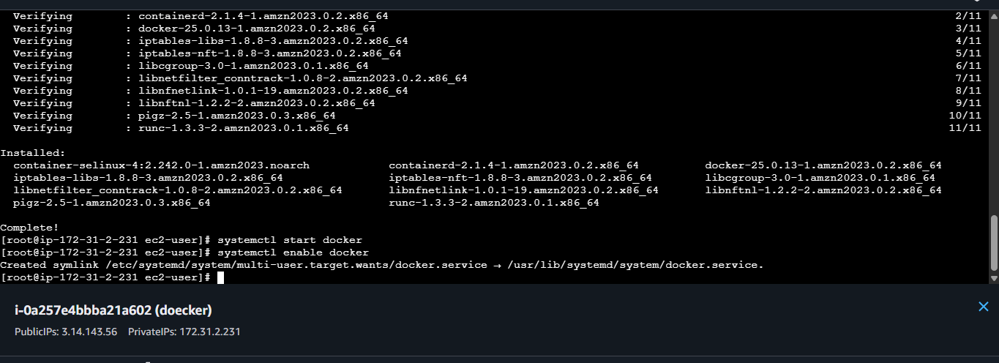 Verifying : containerd-2.1.4-1.amzn2023.0.2.x86_64 2/11
Verifying : docker-25.0.13-1.amzn2023.0.2.x86_64 3/11
Verifying : iptables-libs-1.8.8-3.amzn2023.0.2.x86_64 4/11
Verifying : iptables-nft-1.8.8-3.amzn2023.0.2.x86_64 5/11
Verifying : libcgroup-3.0-1.amzn2023.0.1.x86_64 6/11
Verifying : libnetfilter_conntrack-1.0.8-2.amzn2023.0.2.x86_64 7/11
Verifying : libnfnetlink-1.0.1-19.amzn2023.0.2.x86_64 8/11
Verifying : libnftnl-1.2.2-2.amzn2023.0.2.x86_64 9/11
Verifying : pigz-2.5-1.amzn2023.0.3.x86_64 10/11
Verifying : runc-1.3.3-2.amzn2023.0.1.x86_64 11/11
Installed:
container-selinux-4:2.242.0-1.amzn2023.noarch containerd-2.1.4-1.amzn2023.0.2.x86_64 docker-25.0.13-1.amzn2023.0.2.x86_64
iptables-libs-1.8.8-3.amzn2023.0.2.x86_64 iptables-nft-1.8.8-3.amzn2023.0.2.x86_64 libcgroup-3.0-1.amzn2023.0.1.x86_64
libnetfilter_conntrack-1.0.8-2.amzn2023.0.2.x86_64 libnfnetlink-1.0.1-19.amzn2023.0.2.x86_64 libnftnl-1.2.2-2.amzn2023.0.2.x86_64
pigz-2.5-1.amzn2023.0.3.x86_64 runc-1.3.3-2.amzn2023.0.1.x86_64
Complete!
[root@ip-172-31-2-231 ec2-user]# systemctl start docker
[root@ip-172-31-2-231 ec2-user]# systemctl enable docker
Created symlink /etc/systemd/system/multi-user.target.wants/docker.service → /usr/lib/systemd/system/docker.service.
[root@ip-172-31-2-231 ec2-user]#
i-0a257e4bbba21a602 (doecker)
PublicIPs: 3.14.143.56 PrivateIPs: 172.31.2.231